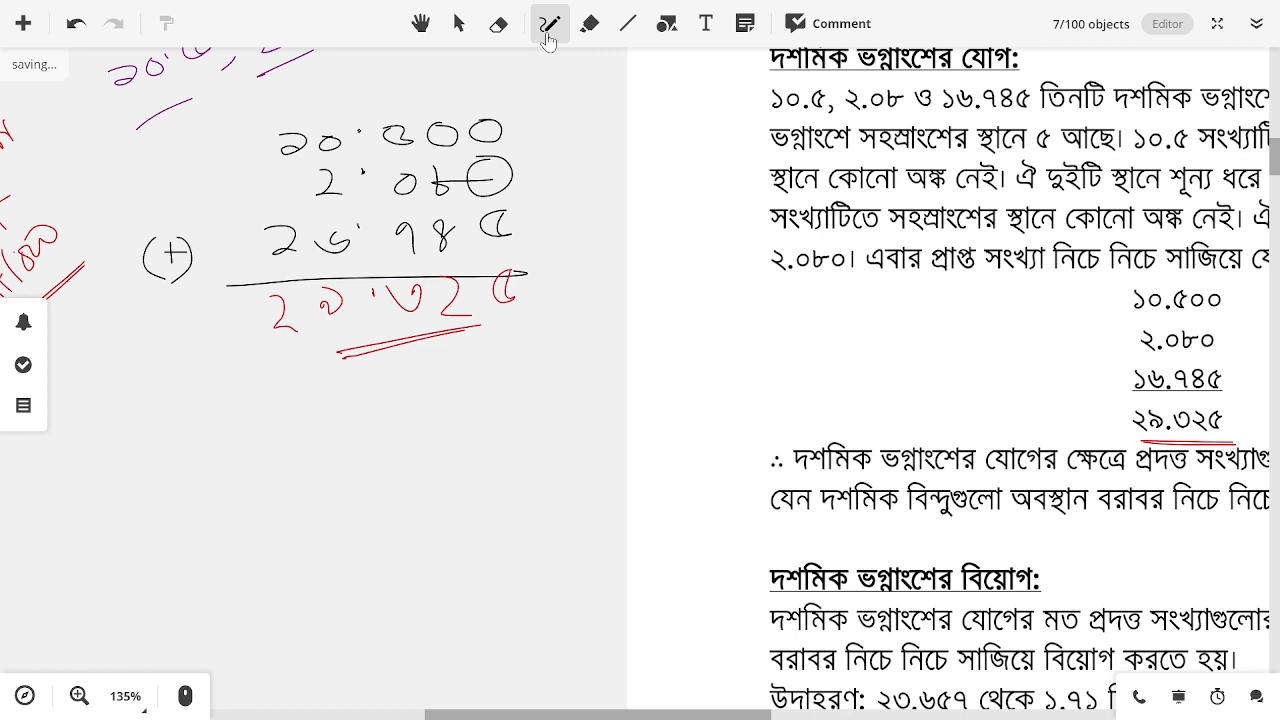 Comment
7/100 objects
Editor
saving...
১০.৫,
১০.৫০০
২.০৮০
১৬.৭৪৫
(+)
২৯.৩২৫
দশমিক ভগ্নাংশের যোগ:
১০.৫, ২.০৮ ও ১৬.৭৪৫ তিনটি দশমিক ভগ্নাংশে
ভগ্নাংশে সহস্রাংশের স্থানে ৫ আছে। ১০.৫ সংখ্যাটি
স্থানে কোনো অঙ্ক নেই। ঐ দুইটি স্থানে শূন্য ধরে
সংখ্যাটিতে সহস্রাংশের স্থানে কোনো অঙ্ক নেই। ঐ
২.০৮০। এবার প্রাপ্ত সংখ্যা নিচে নিচে সাজিয়ে যে
১০.৫০০
২.০৮০
১৬.৭৪৫
২৯.৩২৫
∴ দশমিক ভগ্নাংশের যোগের ক্ষেত্রে প্রদত্ত সংখ্যাগু
যেন দশমিক বিন্দুগুলো অবস্থান বরাবর নিচে নিচে
দশমিক ভগ্নাংশের বিয়োগ:
দশমিক ভগ্নাংশের যোগের মত প্রদত্ত সংখ্যাগুলোর
বরাবর নিচে নিচে সাজিয়ে বিয়োগ করতে হয়।
উদাহরণ: ২৩.৬৫৭ থেকে ১.৭১
135%